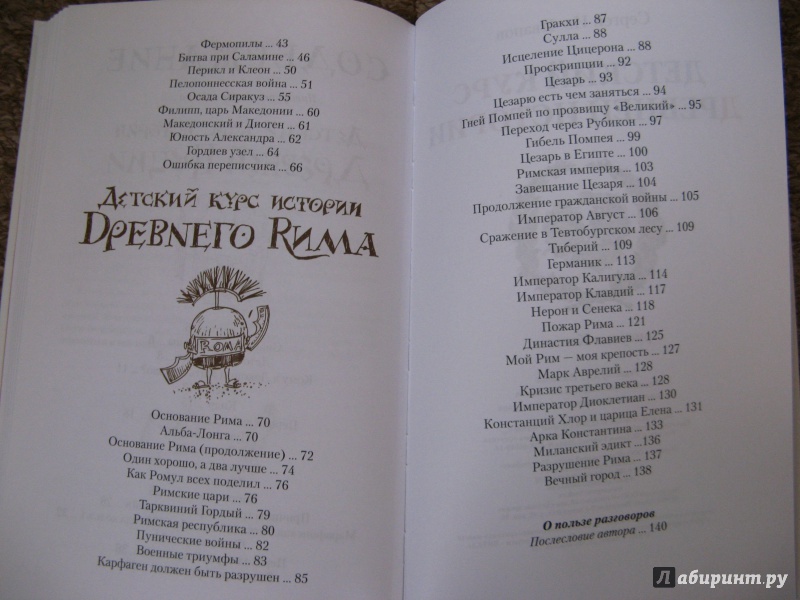 Фермопилы ... 43
Битва при Саламине ... 46
Перикл и Клеон ... 50
Пелопоннесская война ... 51
Осада Сиракуз ... 55
Филипп, царь Македонии ... 60
Македонский и Диоген ... 61
Юность Александра ... 62
Гордиев узел ... 64
Ошибка переписчика ... 66
Детский курс истории
Dревnего Rима
ROMA
Основание Рима ... 70
Альба-Лонга ... 70
Основание Рима (продолжение) ... 72
Один хорошо, а два лучше ... 74
Как Ромул всех поделил ... 76
Римские цари ... 76
Тарквиний Гордый ... 79
Римская республика ... 80
Пунические войны ... 82
Военные триумфы ... 83
Карфаген должен быть разрушен ... 85
Гракхи ... 87
Сулла ... 88
Исцеление Цицерона ... 88
Проскрипции ... 92
Цезарь ... 93
Цезарю есть чем заняться ... 94
Гней Помпей по прозвищу «Великий» ... 95
Переход через Рубикон ... 97
Гибель Помпея ... 99
Цезарь в Египте ... 100
Римская империя ... 103
Завещание Цезаря ... 104
Продолжение гражданской войны ... 105
Император Август ... 106
Сражение в Тевтобургском лесу ... 109
Тиберий ... 109
Германик ... 113
Император Калигула ... 114
Император Клавдий ... 117
Нерон и Сенека ... 118
Пожар Рима ... 121
Династия Флавиев ... 125
Мой Рим — моя крепость ... 127
Марк Аврелий ... 128
Кризис третьего века ... 128
Император Диоклетиан ... 130
Констанций Хлор и царица Елена ... 131
Арка Константина ... 133
Миланский эдикт ... 136
Разрушение Рима ... 137
Вечный город ... 138
О пользе разговоров
Послесловие автора ... 140
Лабиринт.ру